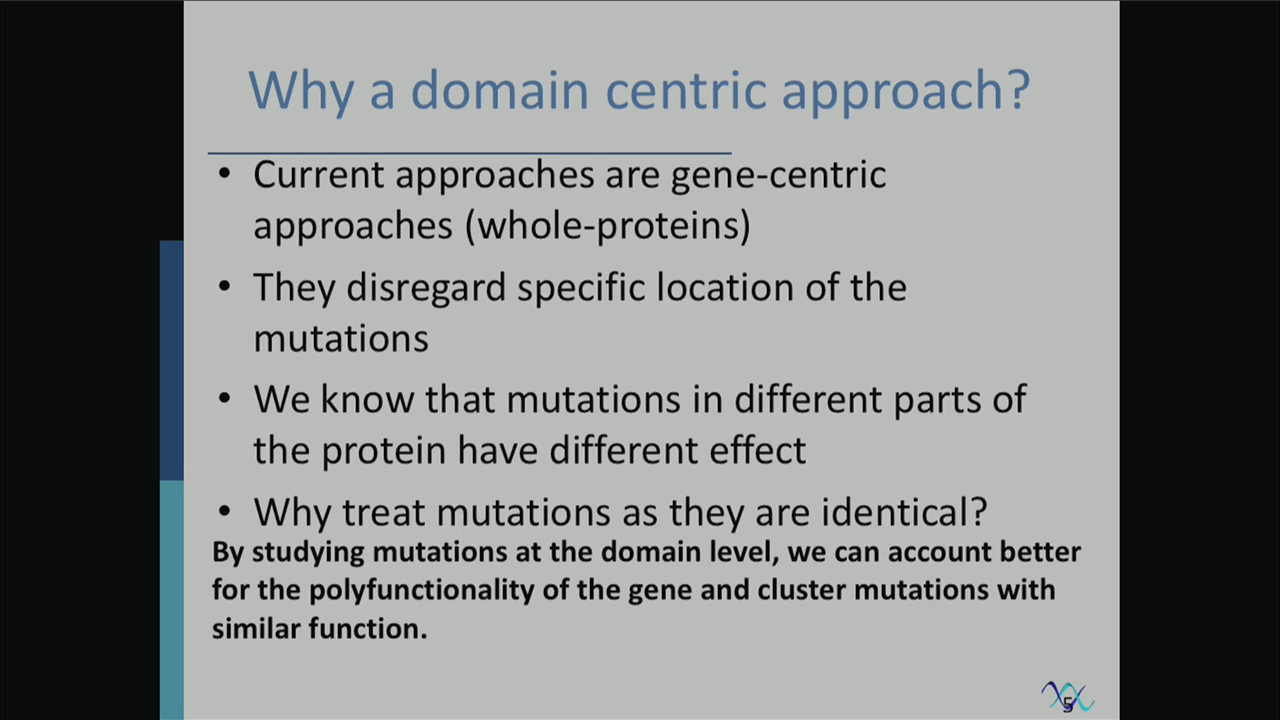 Why a domain centric approach?
• Current approaches are gene-centric
approaches (whole-proteins)
• They disregard specific location of the
mutations
• We know that mutations in different parts of
the protein have different effect
• Why treat mutations as they are identical?
By studying mutations at the domain level, we can account better
for the polyfunctionality of the gene and cluster mutations with
similar function.
5